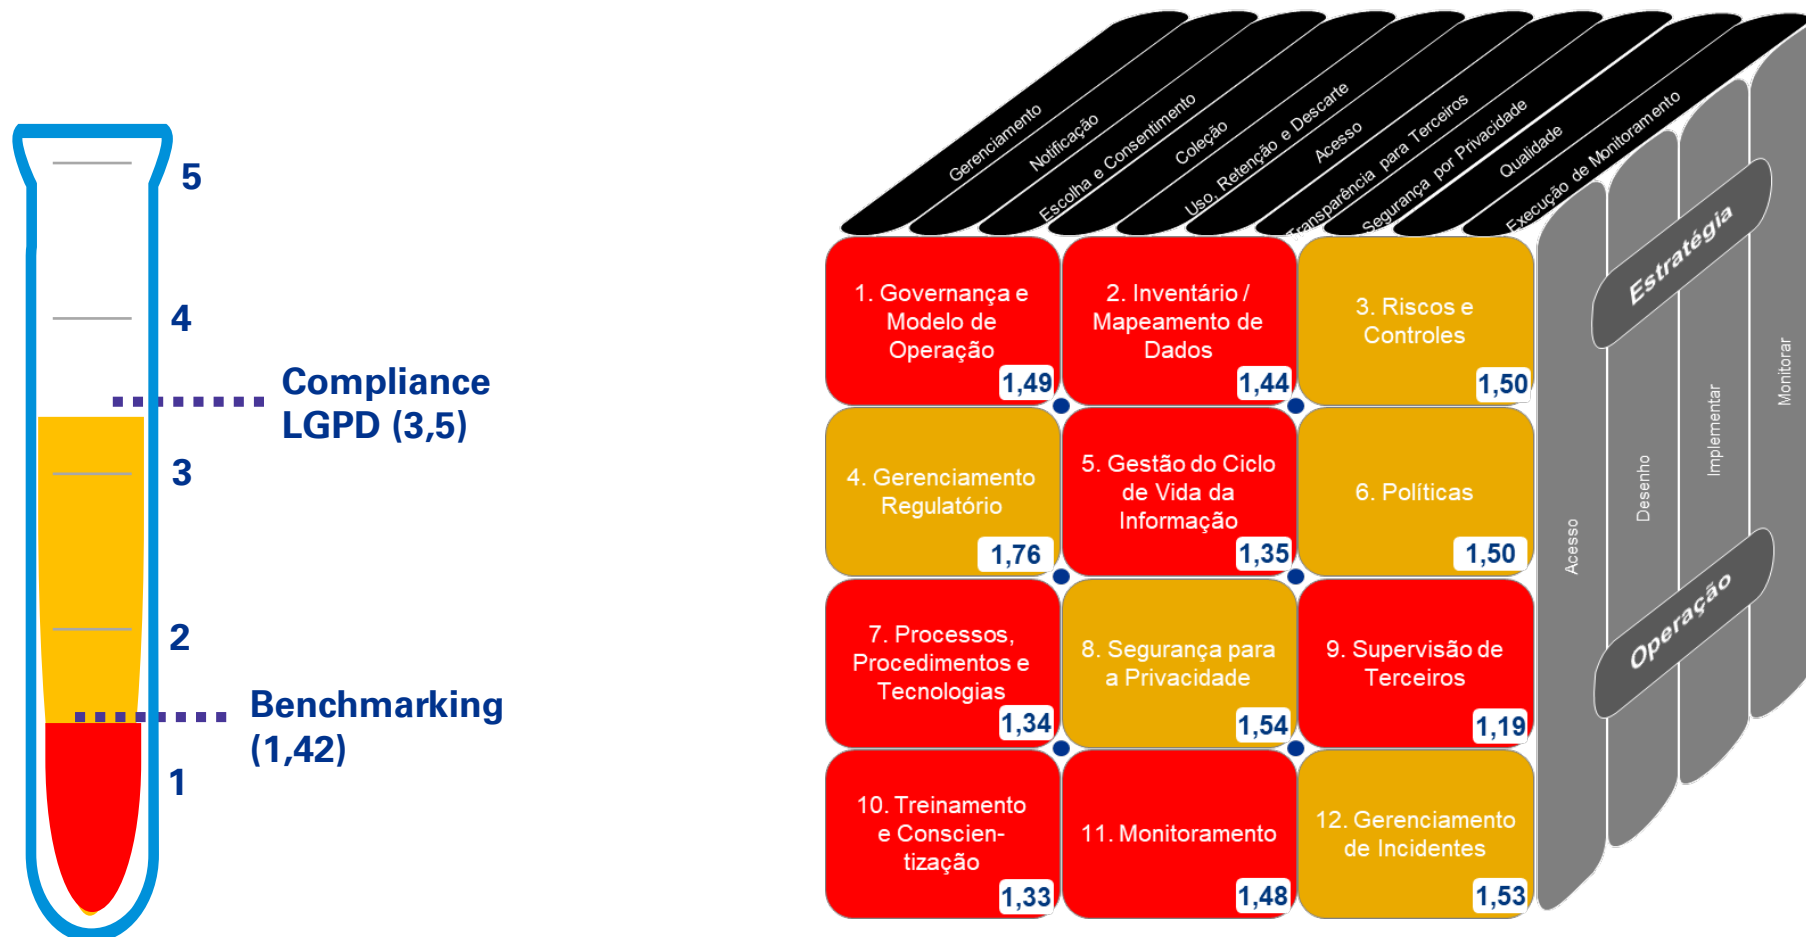 5
4
Compliance
LGPD (3,5)
3
2
Benchmarking
(1,42)
1
Gerenciamento
Notificação
Escolha e Consentimento
Coleção
Uso, Retenção e Descarte
Acesso
Transparência para Terceiros
Segurança por Privacidade
Qualidade
Execução de Monitoramento
1. Governança e
Modelo de
Operação
1,49
2. Inventário /
Mapeamento de
Dados
1,44
3. Riscos e
Controles
1,50
4. Gerenciamento
Regulatório
1,76
5. Gestão do Ciclo
de Vida da
Informação
1,35
6. Políticas
1,50
7. Processos,
Procedimentos e
Tecnologias
1,34
8. Segurança para
a Privacidade
1,54
9. Supervisão de
Terceiros
1,19
10. Treinamento
e Conscien-
tização
1,33
11. Monitoramento
1,48
12. Gerenciamento
de Incidentes
1,53
Acesso
Desenho
Implementar
Monitorar
Estratégia
Operação